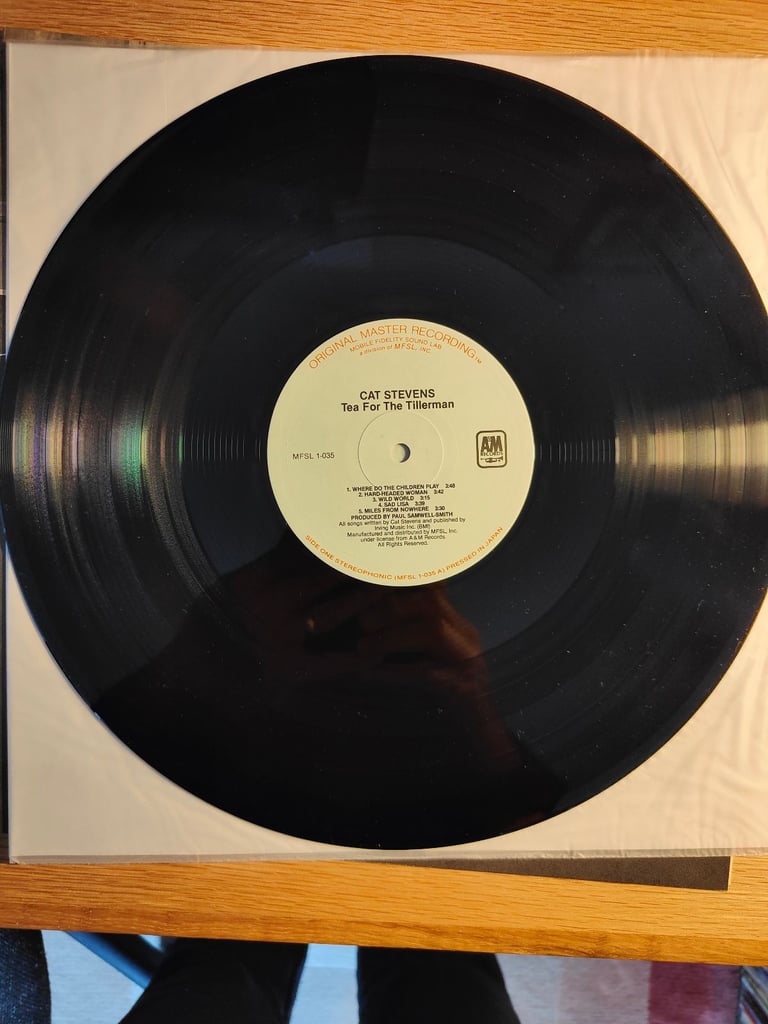 ORIGINAL MASTER RECORDING™
MOBILE FIDELITY SOUND LAB
a division of MFSL, INC
CAT STEVENS
Tea For The Tillerman
MFSL 1-035
A&M
RECORDS
1. WHERE DO THE CHILDREN PLAY 3:48
2. HARD-HEADED WOMAN 3:42
3. WILD WORLD 3:15
4. SAD LISA 3:39
5. MILES FROM NOWHERE 3:30
PRODUCED BY PAUL SAMWELL-SMITH
All songs written by Cat Stevens and published by
Irving Music Inc. (BMI)
Manufactured and distributed by MFSL, Inc.
under license from A&M Records.
All Rights Reserved.
SIDE ONE STEREOPHONIC (MFSL 1-035 A) PRESSED IN JAPAN